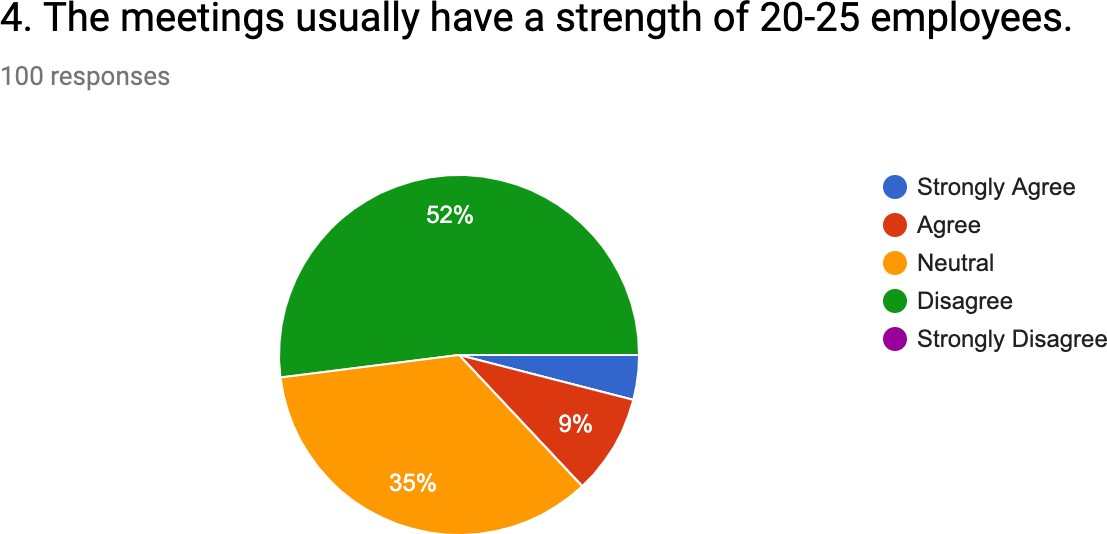 4. The meetings usually have a strength of 20-25 employees.
100 responses
52%
9%
35%
Strongly Agree
Agree
Neutral
Disagree
Strongly Disagree